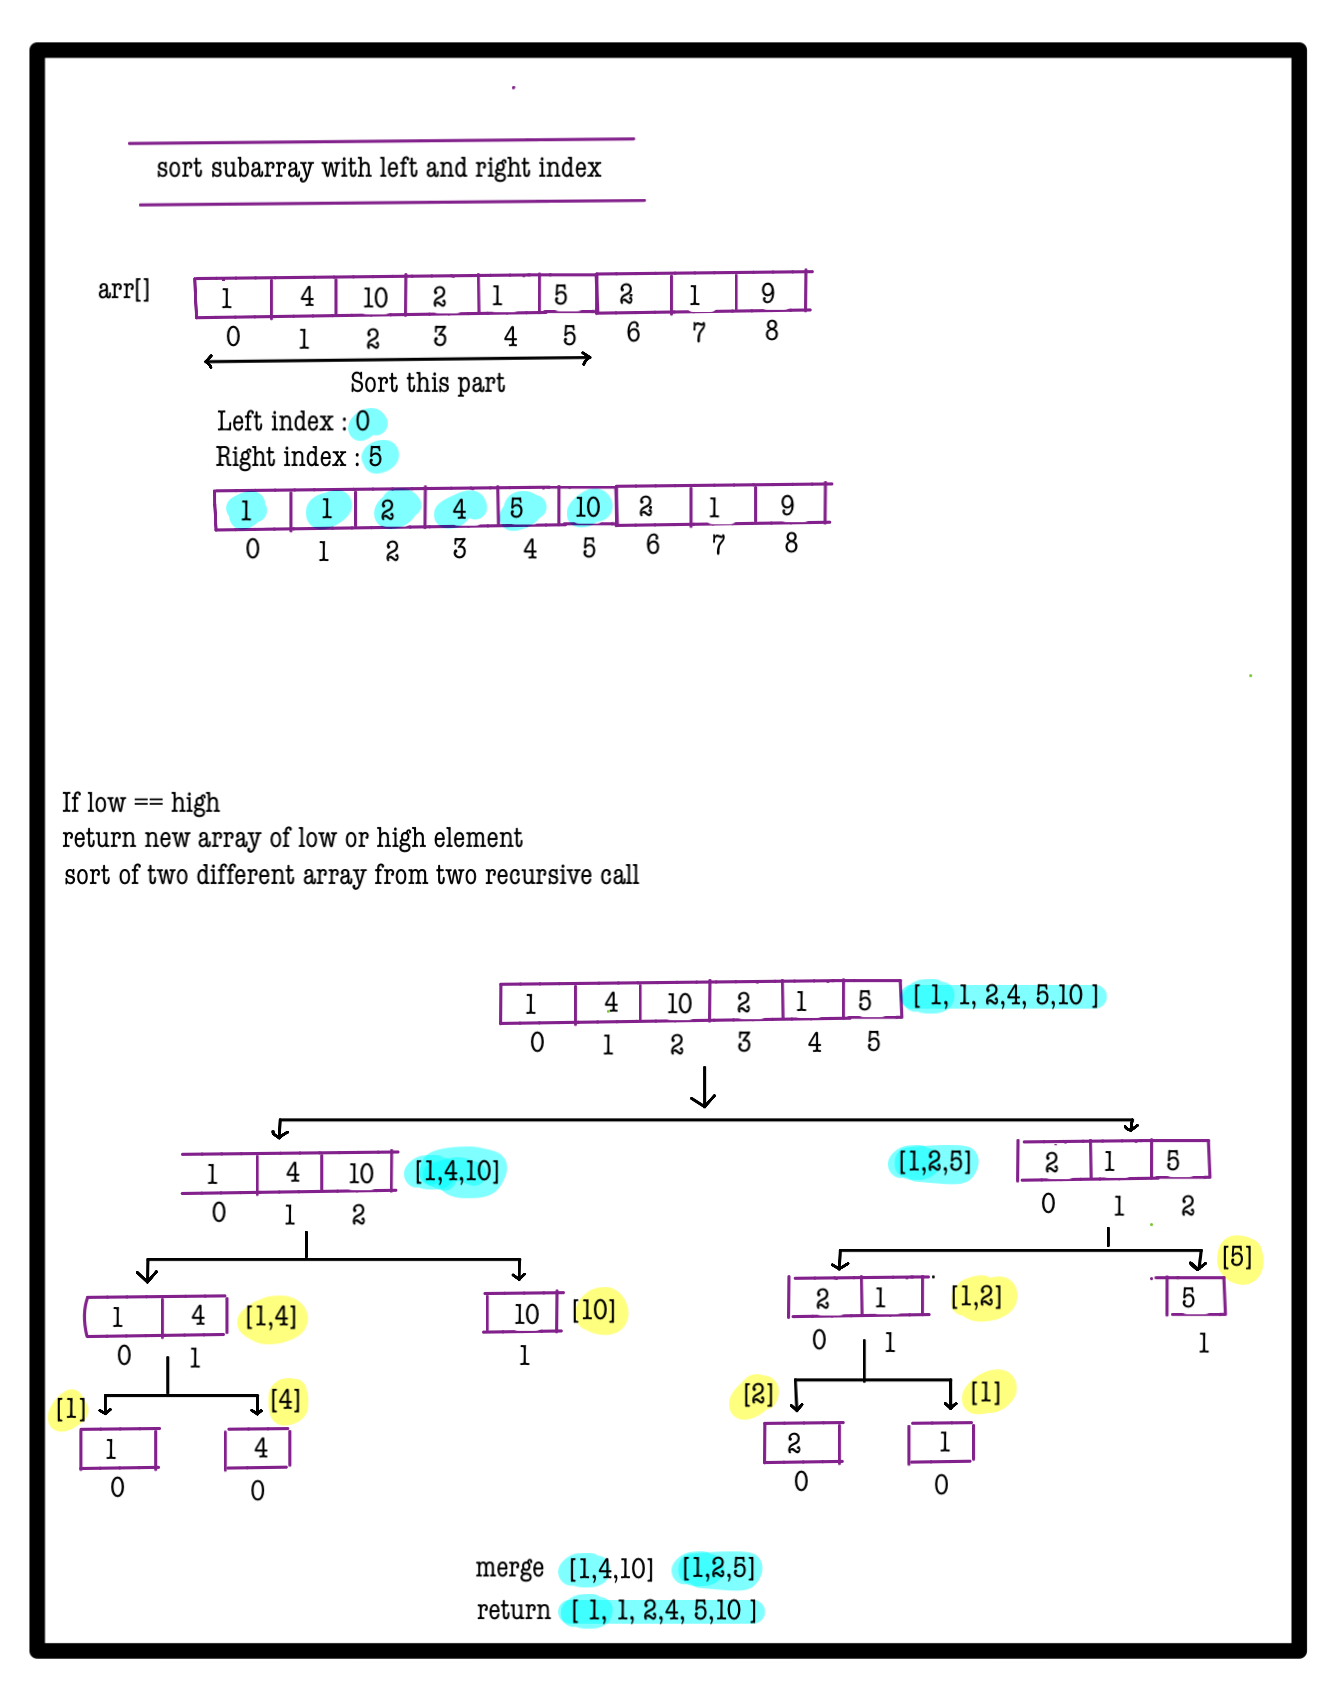 sort subarray with left and right index
arr[] 1 4 10 2 1 5 2 1 9
0 1 2 3 4 5 6 7 8
Sort this part
Left index : 0
Right index : 5
1 1 2 4 5 10 2 1 9
0 1 2 3 4 5 6 7 8
If low == high
return new array of low or high element
sort of two different array from two recursive call
1 4 10 2 1 5 [ 1, 1, 2,4, 5,10 ]
0 1 2 3 4 5
1 4 10 [1,4,10] [1,2,5] 2 1 5
0 1 2 0 1 2
[5]
1 4 [1,4] 10 [10] 2 1 [1,2] 5
0 1 1 0 1 1
[1] [4] [2] [1]
1 4 2 1
0 0 0 0
merge [1,4,10] [1,2,5]
return [ 1, 1, 2,4, 5,10 ]